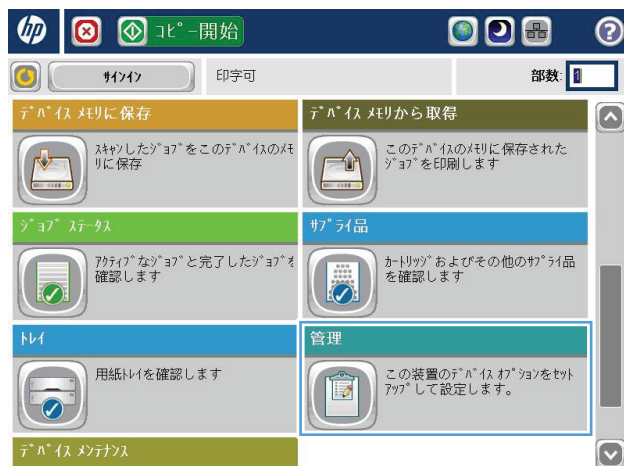 hp
ｺﾋﾟｰ開始
?
ｻｲﾝｲﾝ
印字可
部数:
1
ﾃﾞﾊﾞｲｽ ﾒﾓﾘに保存
ｽｷｬﾝしたｼﾞｮﾌﾞをこのﾃﾞﾊﾞｲｽのﾒﾓ
ﾘに保存
ﾃﾞﾊﾞｲｽ ﾒﾓﾘから取得
このﾃﾞﾊﾞｲｽのﾒﾓﾘに保存された
ｼﾞｮﾌﾞを印刷します
ｼﾞｮﾌﾞ ｽﾃｰﾀｽ
ｱｸﾃｨﾌﾞなｼﾞｮﾌﾞと完了したｼﾞｮﾌﾞを
確認します
ｻﾌﾟﾗｲ品
ｶｰﾄﾘｯｼﾞおよびその他のｻﾌﾟﾗｲ品
を確認します
ﾄﾚｲ
用紙ﾄﾚｲを確認します
管理
この装置のﾃﾞﾊﾞｲｽ ｵﾌﾟｼｮﾝをｾｯﾄ
ｱｯﾌﾟして設定します。
ﾃﾞﾊﾞｲｽ ﾒﾝﾃﾅﾝｽ